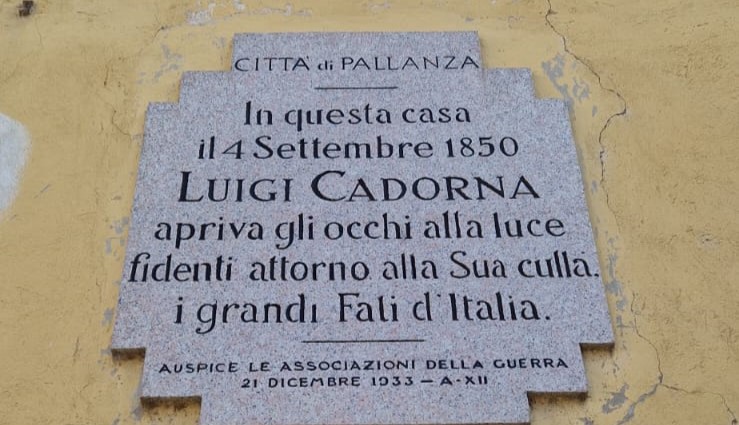 CITTÀ di PALLANZA
In questa casa
il 4 Settembre 1850
LUIGI CADORNA
apriva gli occhi alla luce
fidenti attorno alla Sua culla,
i grandi Fati d'Italia.
AUSPICE LE ASSOCIAZIONI DELLA GUERRA
21 DICEMBRE 1933 — A·XII